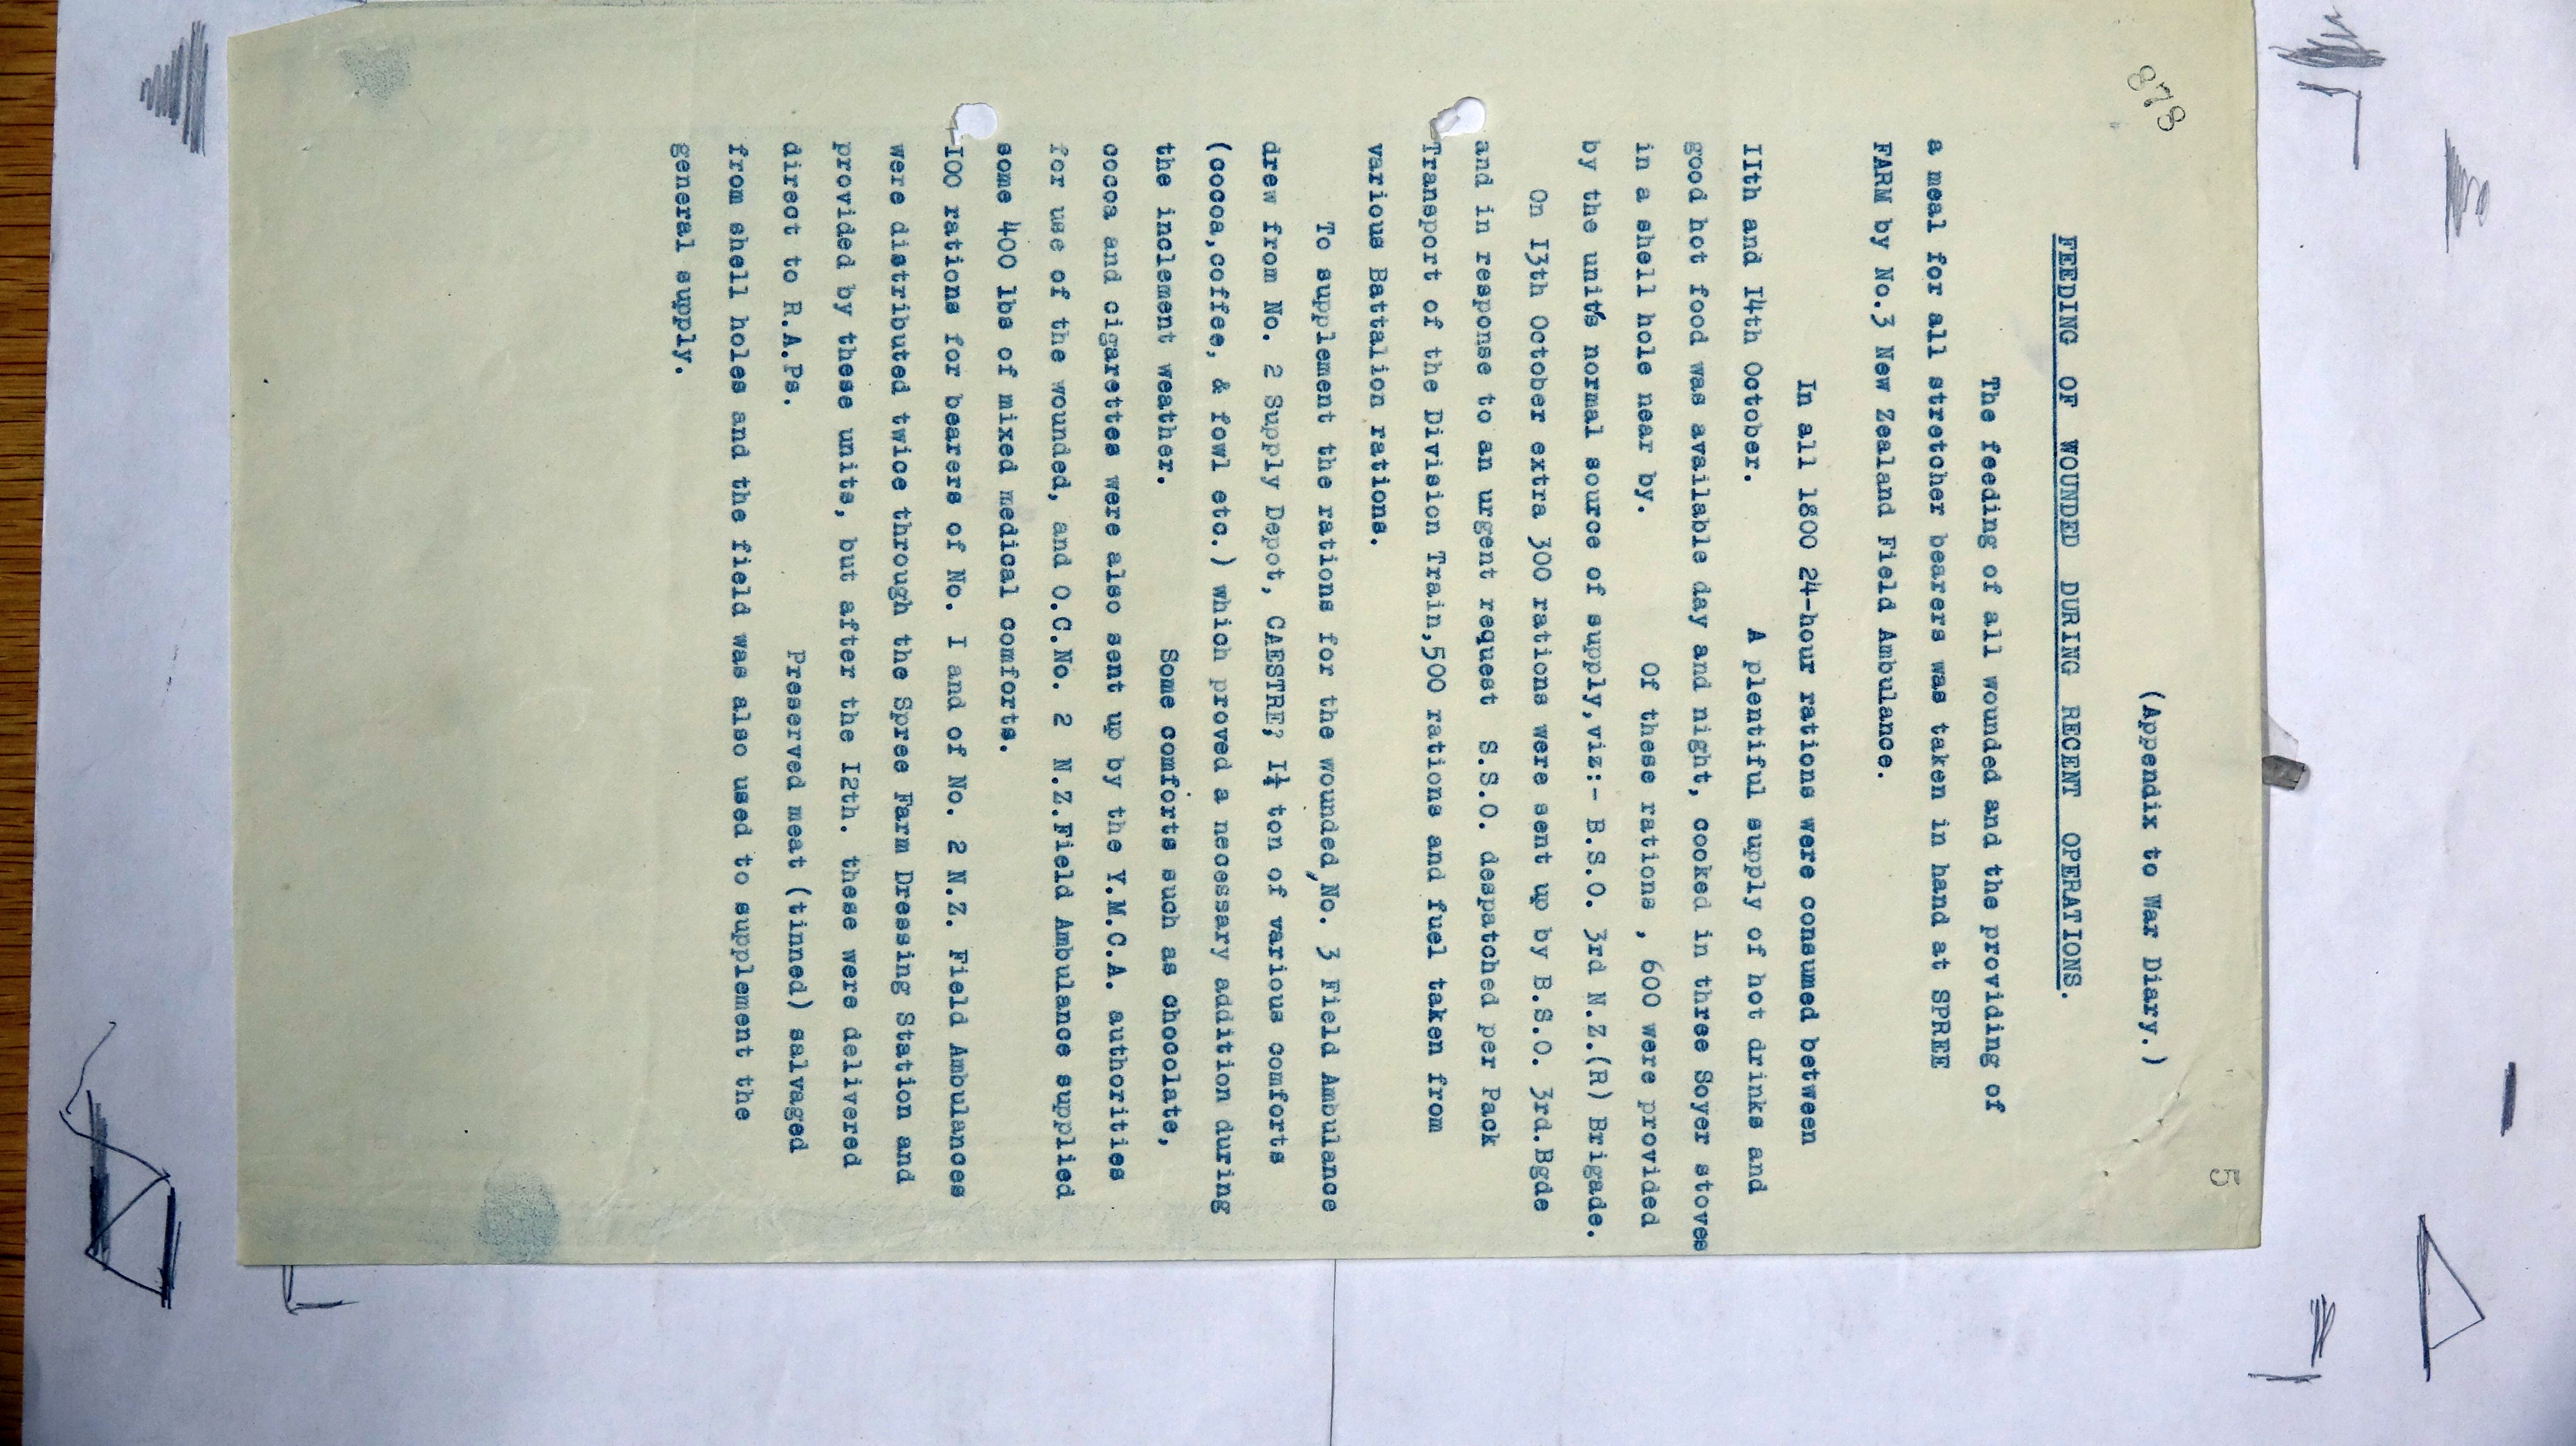 5
878
(Appendix to War Diary.)
FEEDING OF WOUNDED DURING RECENT OPERATIONS.
The feeding of all wounded and the providing of
a meal for all stretcher bearers was taken in hand at SPREE
FARM by No.3 New Zealand Field Ambulance.
In all 1800 24-hour rations were consumed between
IIth and I4th October. A plentiful supply of hot drinks and
good hot food was available day and night, cooked in three Soyer stoves
in a shell hole near by. Of these rations , 600 were provided
by the units normal source of supply,viz:- B.S.O. 3rd N.Z.(R) Brigade.
On I3th October extra 300 rations were sent up by B.S.O. 3rd.Bgde
and in response to an urgent request S.S.O. despatched per Pack
Transport of the Division Train,500 rations and fuel taken from
various Battalion rations.
To supplement the rations for the wounded,No. 3 Field Ambulance
drew from No. 2 Supply Depot, CAESTRE; I½ ton of various comforts
(cocoa,coffee, & fowl etc.) which proved a necessary addition during
the inclement weather. Some comforts such as chocolate,
cocoa and cigarettes were also sent up by the Y.M.C.A. authorities
for use of the wounded, and O.C.No. 2 N.Z.Field Ambulance supplied
some 400 lbs of mixed medical comforts.
I00 rations for bearers of No. I and of No. 2 N.Z. Field Ambulances
were distributed twice through the Spree Farm Dressing Station and
provided by these units, but after the I2th. these were delivered
direct to R.A.Ps. Preserved meat (tinned) salvaged
from shell holes and the field was also used to supplement the
general supply.